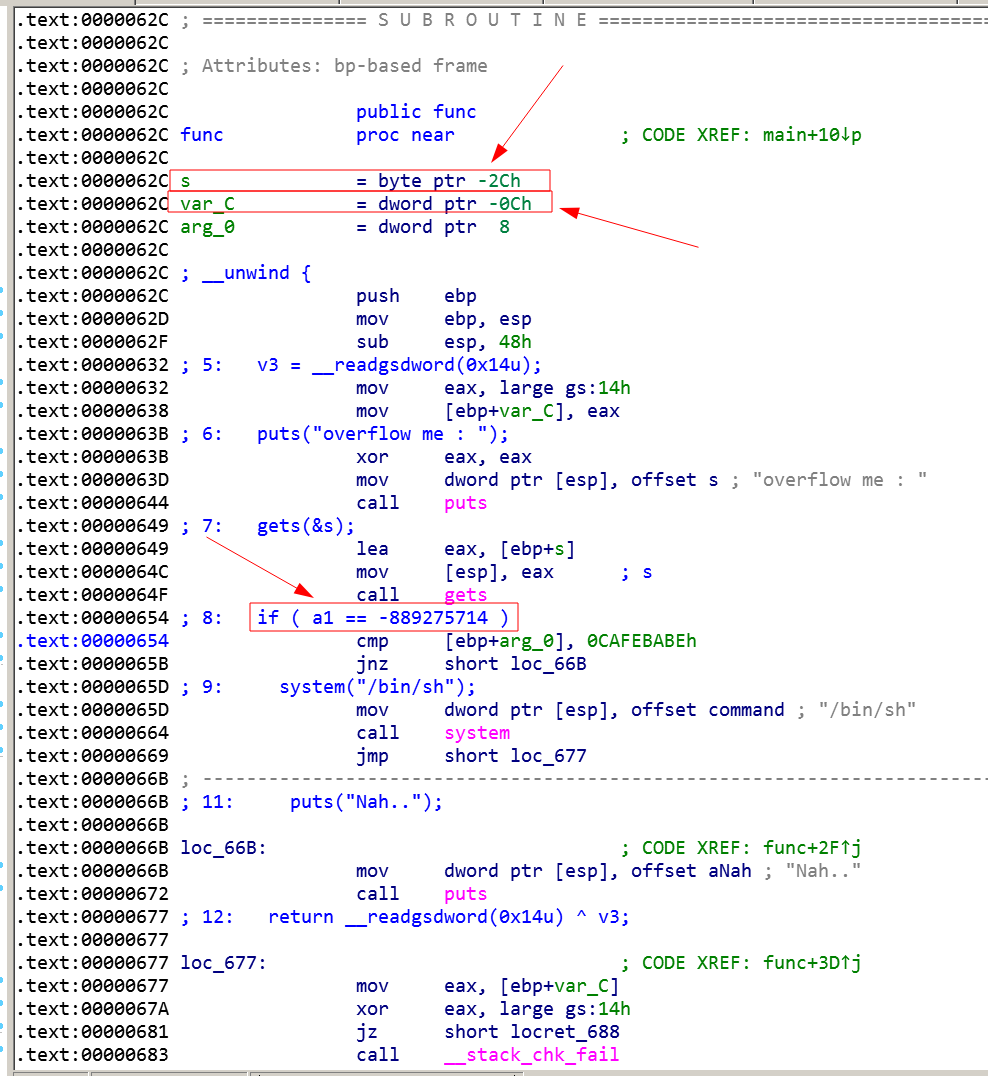 .text:0000062C ; =============== S U B R O U T I N E =====================================
.text:0000062C
.text:0000062C ; Attributes: bp-based frame
.text:0000062C
.text:0000062C                 public func
.text:0000062C func            proc near               ; CODE XREF: main+10↓p
.text:0000062C
.text:0000062C s               = byte ptr -2Ch
.text:0000062C var_C           = dword ptr -0Ch
.text:0000062C arg_0           = dword ptr  8
.text:0000062C
.text:0000062C ; __unwind {
.text:0000062C                 push    ebp
.text:0000062D                 mov     ebp, esp
.text:0000062F                 sub     esp, 48h
.text:00000632 ; 5:   v3 = __readgsdword(0x14u);
.text:00000632                 mov     eax, large gs:14h
.text:00000638                 mov     [ebp+var_C], eax
.text:0000063B ; 6:   puts("overflow me : ");
.text:0000063B                 xor     eax, eax
.text:0000063D                 mov     dword ptr [esp], offset s ; "overflow me : "
.text:00000644                 call    puts
.text:00000649 ; 7:   gets(&s);
.text:00000649                 lea     eax, [ebp+s]
.text:0000064C                 mov     [esp], eax      ; s
.text:0000064F                 call    gets
.text:00000654 ; 8:   if ( a1 == -889275714 )
.text:00000654                 cmp     [ebp+arg_0], 0CAFEBABEh
.text:0000065B                 jnz     short loc_66B
.text:0000065D ; 9:     system("/bin/sh");
.text:0000065D                 mov     dword ptr [esp], offset command ; "/bin/sh"
.text:00000664                 call    system
.text:00000669                 jmp     short loc_677
.text:0000066B ; ---------------------------------------------------------------------------
.text:0000066B ; 11:     puts("Nah..");
.text:0000066B
.text:0000066B loc_66B:                                ; CODE XREF: func+2F↑j
.text:0000066B                 mov     dword ptr [esp], offset aNah ; "Nah.."
.text:00000672                 call    puts
.text:00000677 ; 12:   return __readgsdword(0x14u) ^ v3;
.text:00000677
.text:00000677 loc_677:                                ; CODE XREF: func+3D↑j
.text:00000677                 mov     eax, [ebp+var_C]
.text:0000067A                 xor     eax, large gs:14h
.text:00000681                 jz      short locret_688
.text:00000683                 call    __stack_chk_fail